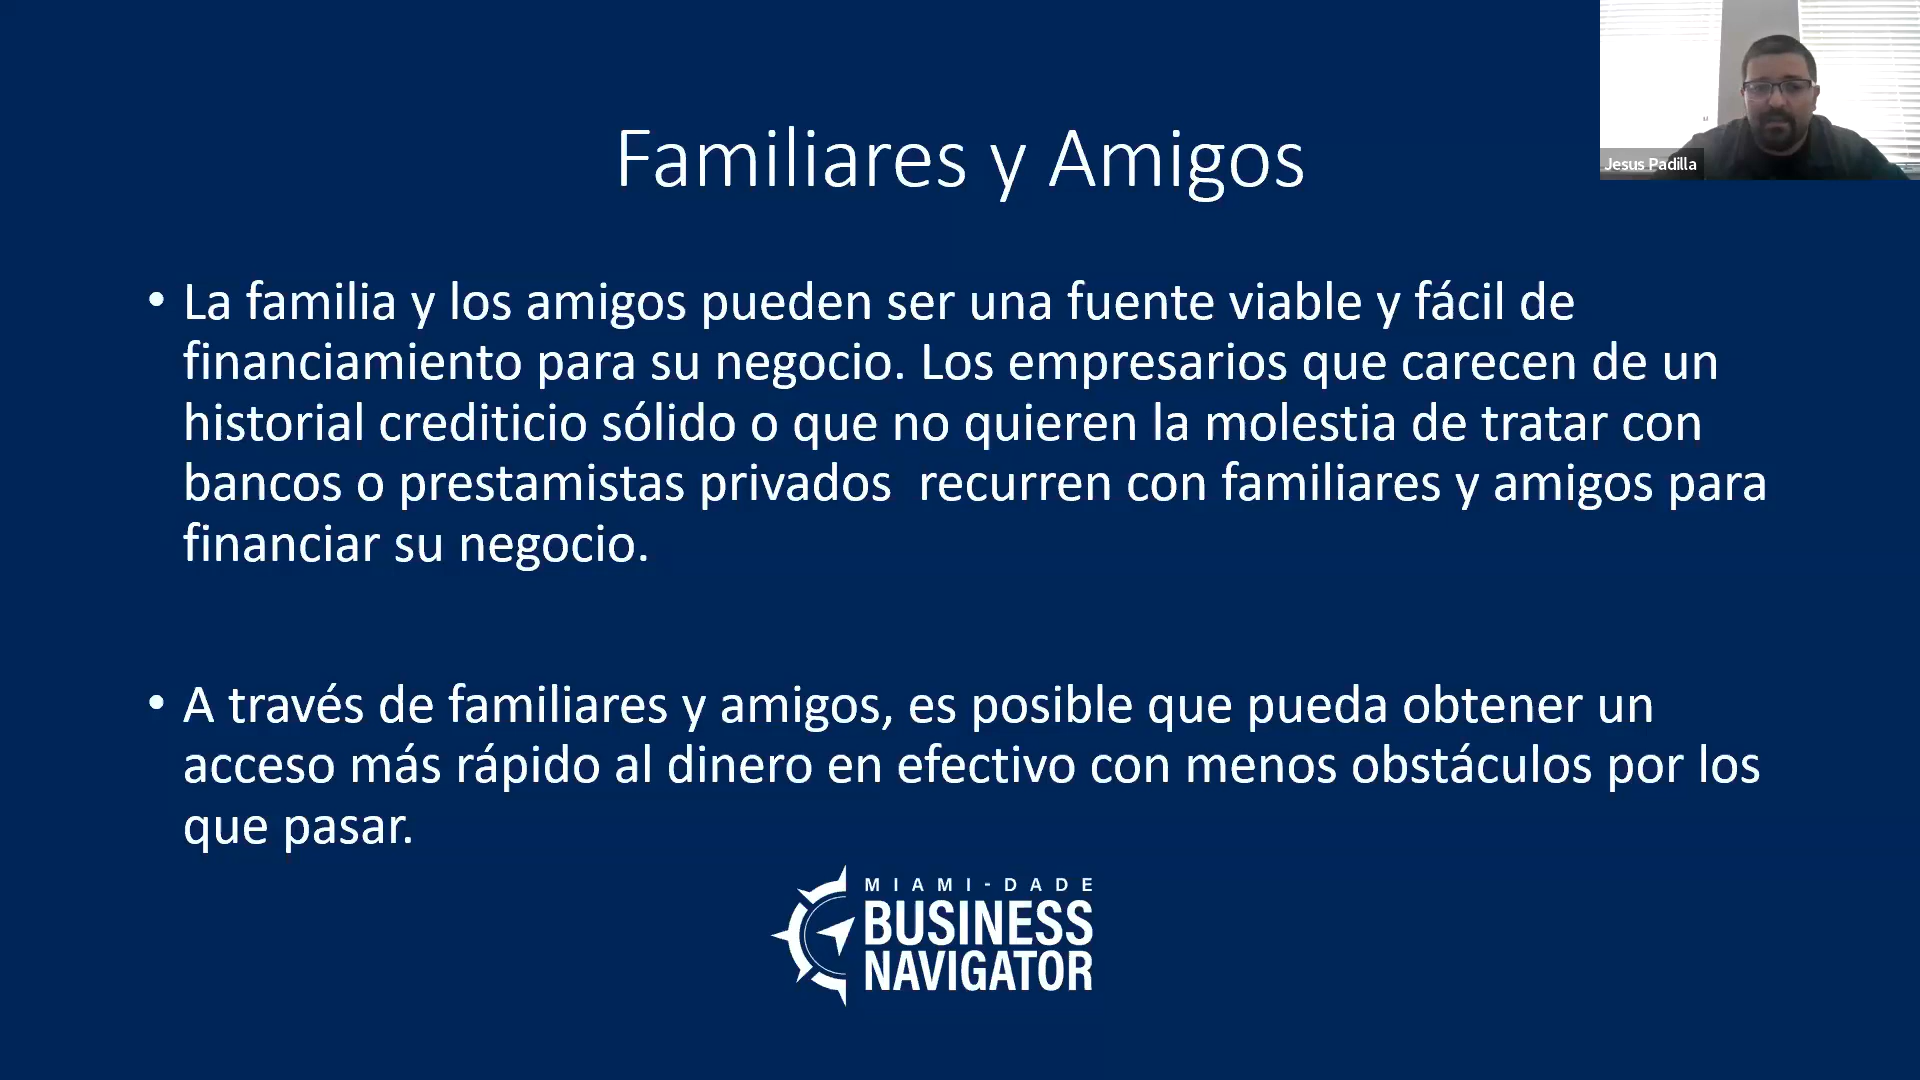 Familiares y Amigos
Jesus Padilla
• La familia y los amigos pueden ser una fuente viable y fácil de
financiamiento para su negocio. Los empresarios que carecen de un
historial crediticio sólido o que no quieren la molestia de tratar con
bancos o prestamistas privados  recurren con familiares y amigos para
financiar su negocio.
• A través de familiares y amigos, es posible que pueda obtener un
acceso más rápido al dinero en efectivo con menos obstáculos por los
que pasar.
MIAMI-DADE
BUSINESS
NAVIGATOR